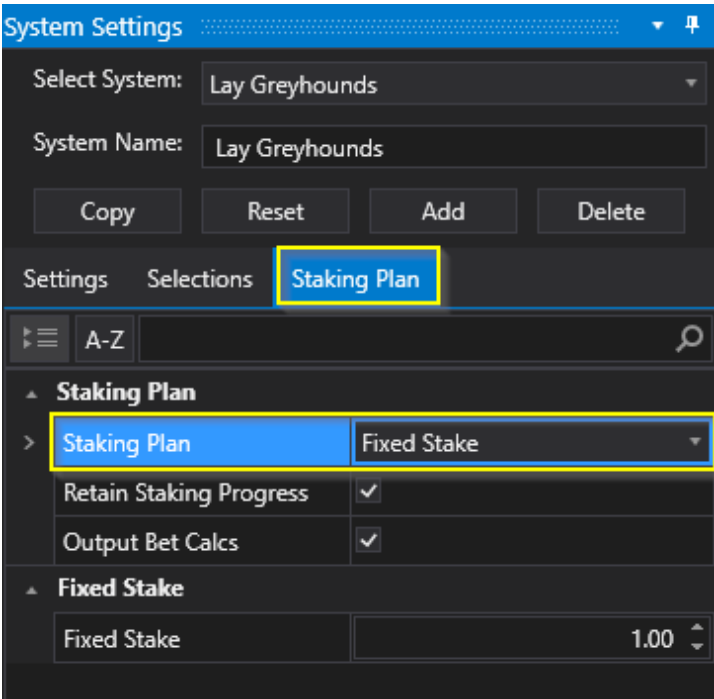 System Settings
Select System: Lay Greyhounds
System Name: Lay Greyhounds
Copy Reset Add Delete
Settings Selections Staking Plan
A-Z
Staking Plan
Staking Plan Fixed Stake
Retain Staking Progress
Output Bet Calcs
Fixed Stake
Fixed Stake 1.00